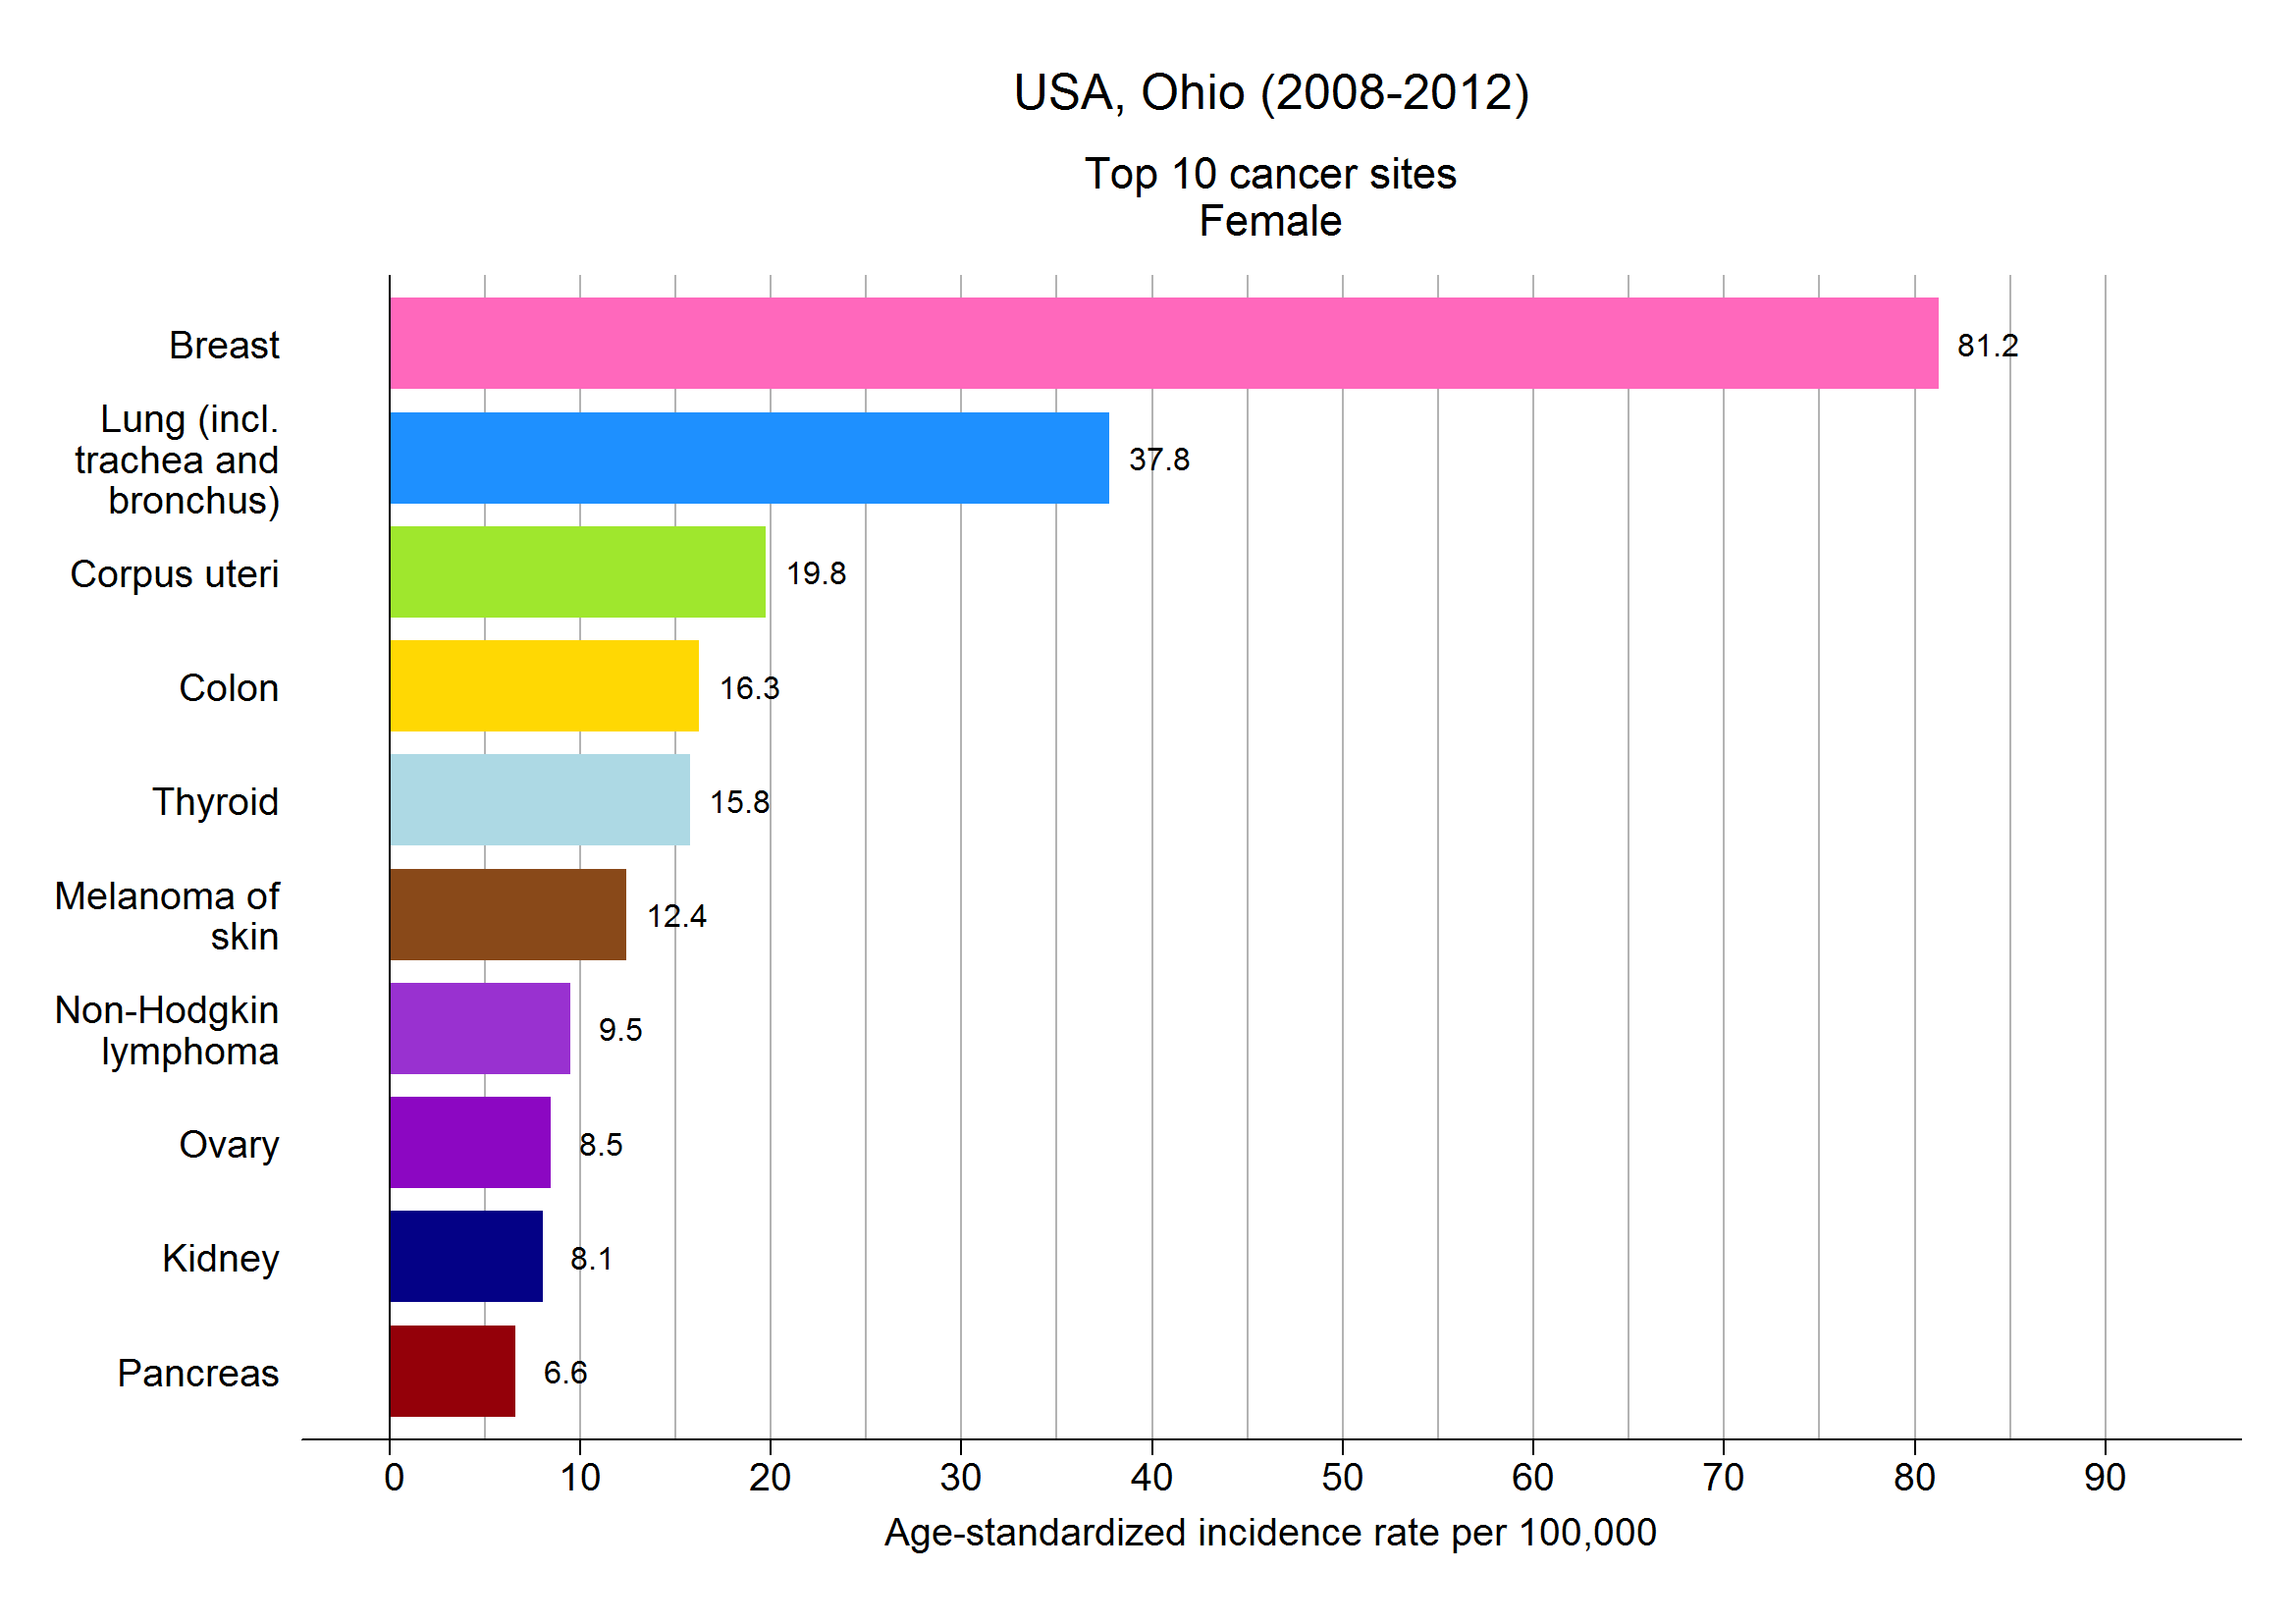 USA, Ohio (2008-2012)
Top 10 cancer sites
Female
Breast
81.2
Lung (incl.
trachea and
bronchus)
37.8
Corpus uteri
19.8
Colon
16.3
Thyroid
15.8
Melanoma of
skin
12.4
Non-Hodgkin
lymphoma
9.5
Ovary
8.5
Kidney
8.1
Pancreas
6.6
0 10 20 30 40 50 60 70 80 90
Age-standardized incidence rate per 100,000